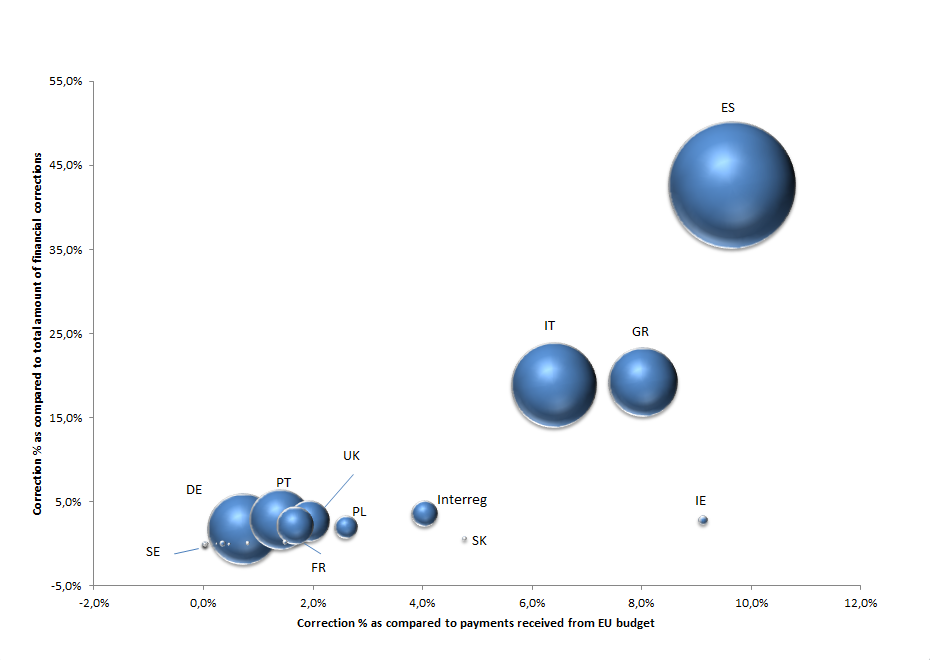 55,0%
ES
45,0%
35,0%
IT
GR
25,0%
15,0%
UK
DE
PT
5,0%
PL
Interreg
IE
SE
FR
SK
-5,0%
-2,0%
0,0%
2,0%
4,0%
6,0%
8,0%
10,0%
12,0%
Correction % as compared to total amount of financial corrections
Correction % as compared to payments received from EU budget